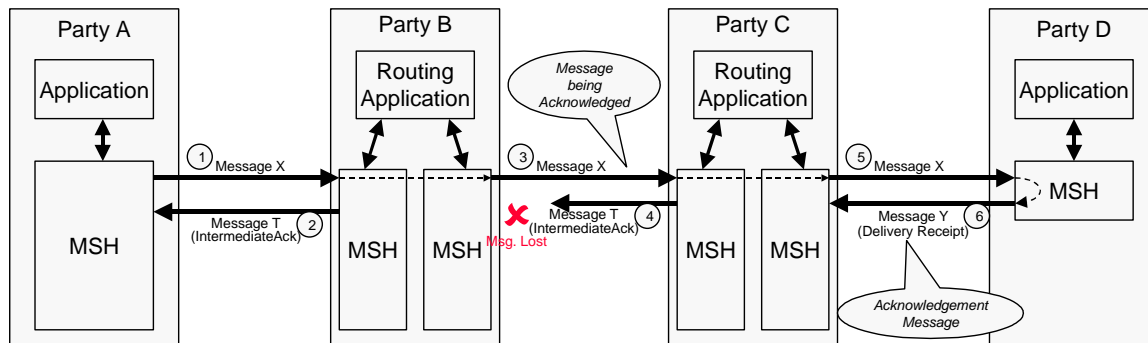 Party A
Party B
Party C
Party D
Application
Routing
Application
Message
being
Acknowledged
Routing
Application
Application
1
Message X
3
Message X
5
Message X
MSH
Message T
(IntermediateAck)
2
MSH
MSH
Msg. Lost
Message T
(IntermediateAck)
4
MSH
MSH
Message Y
(Delivery Receipt)
6
MSH
Acknowledgement
Message